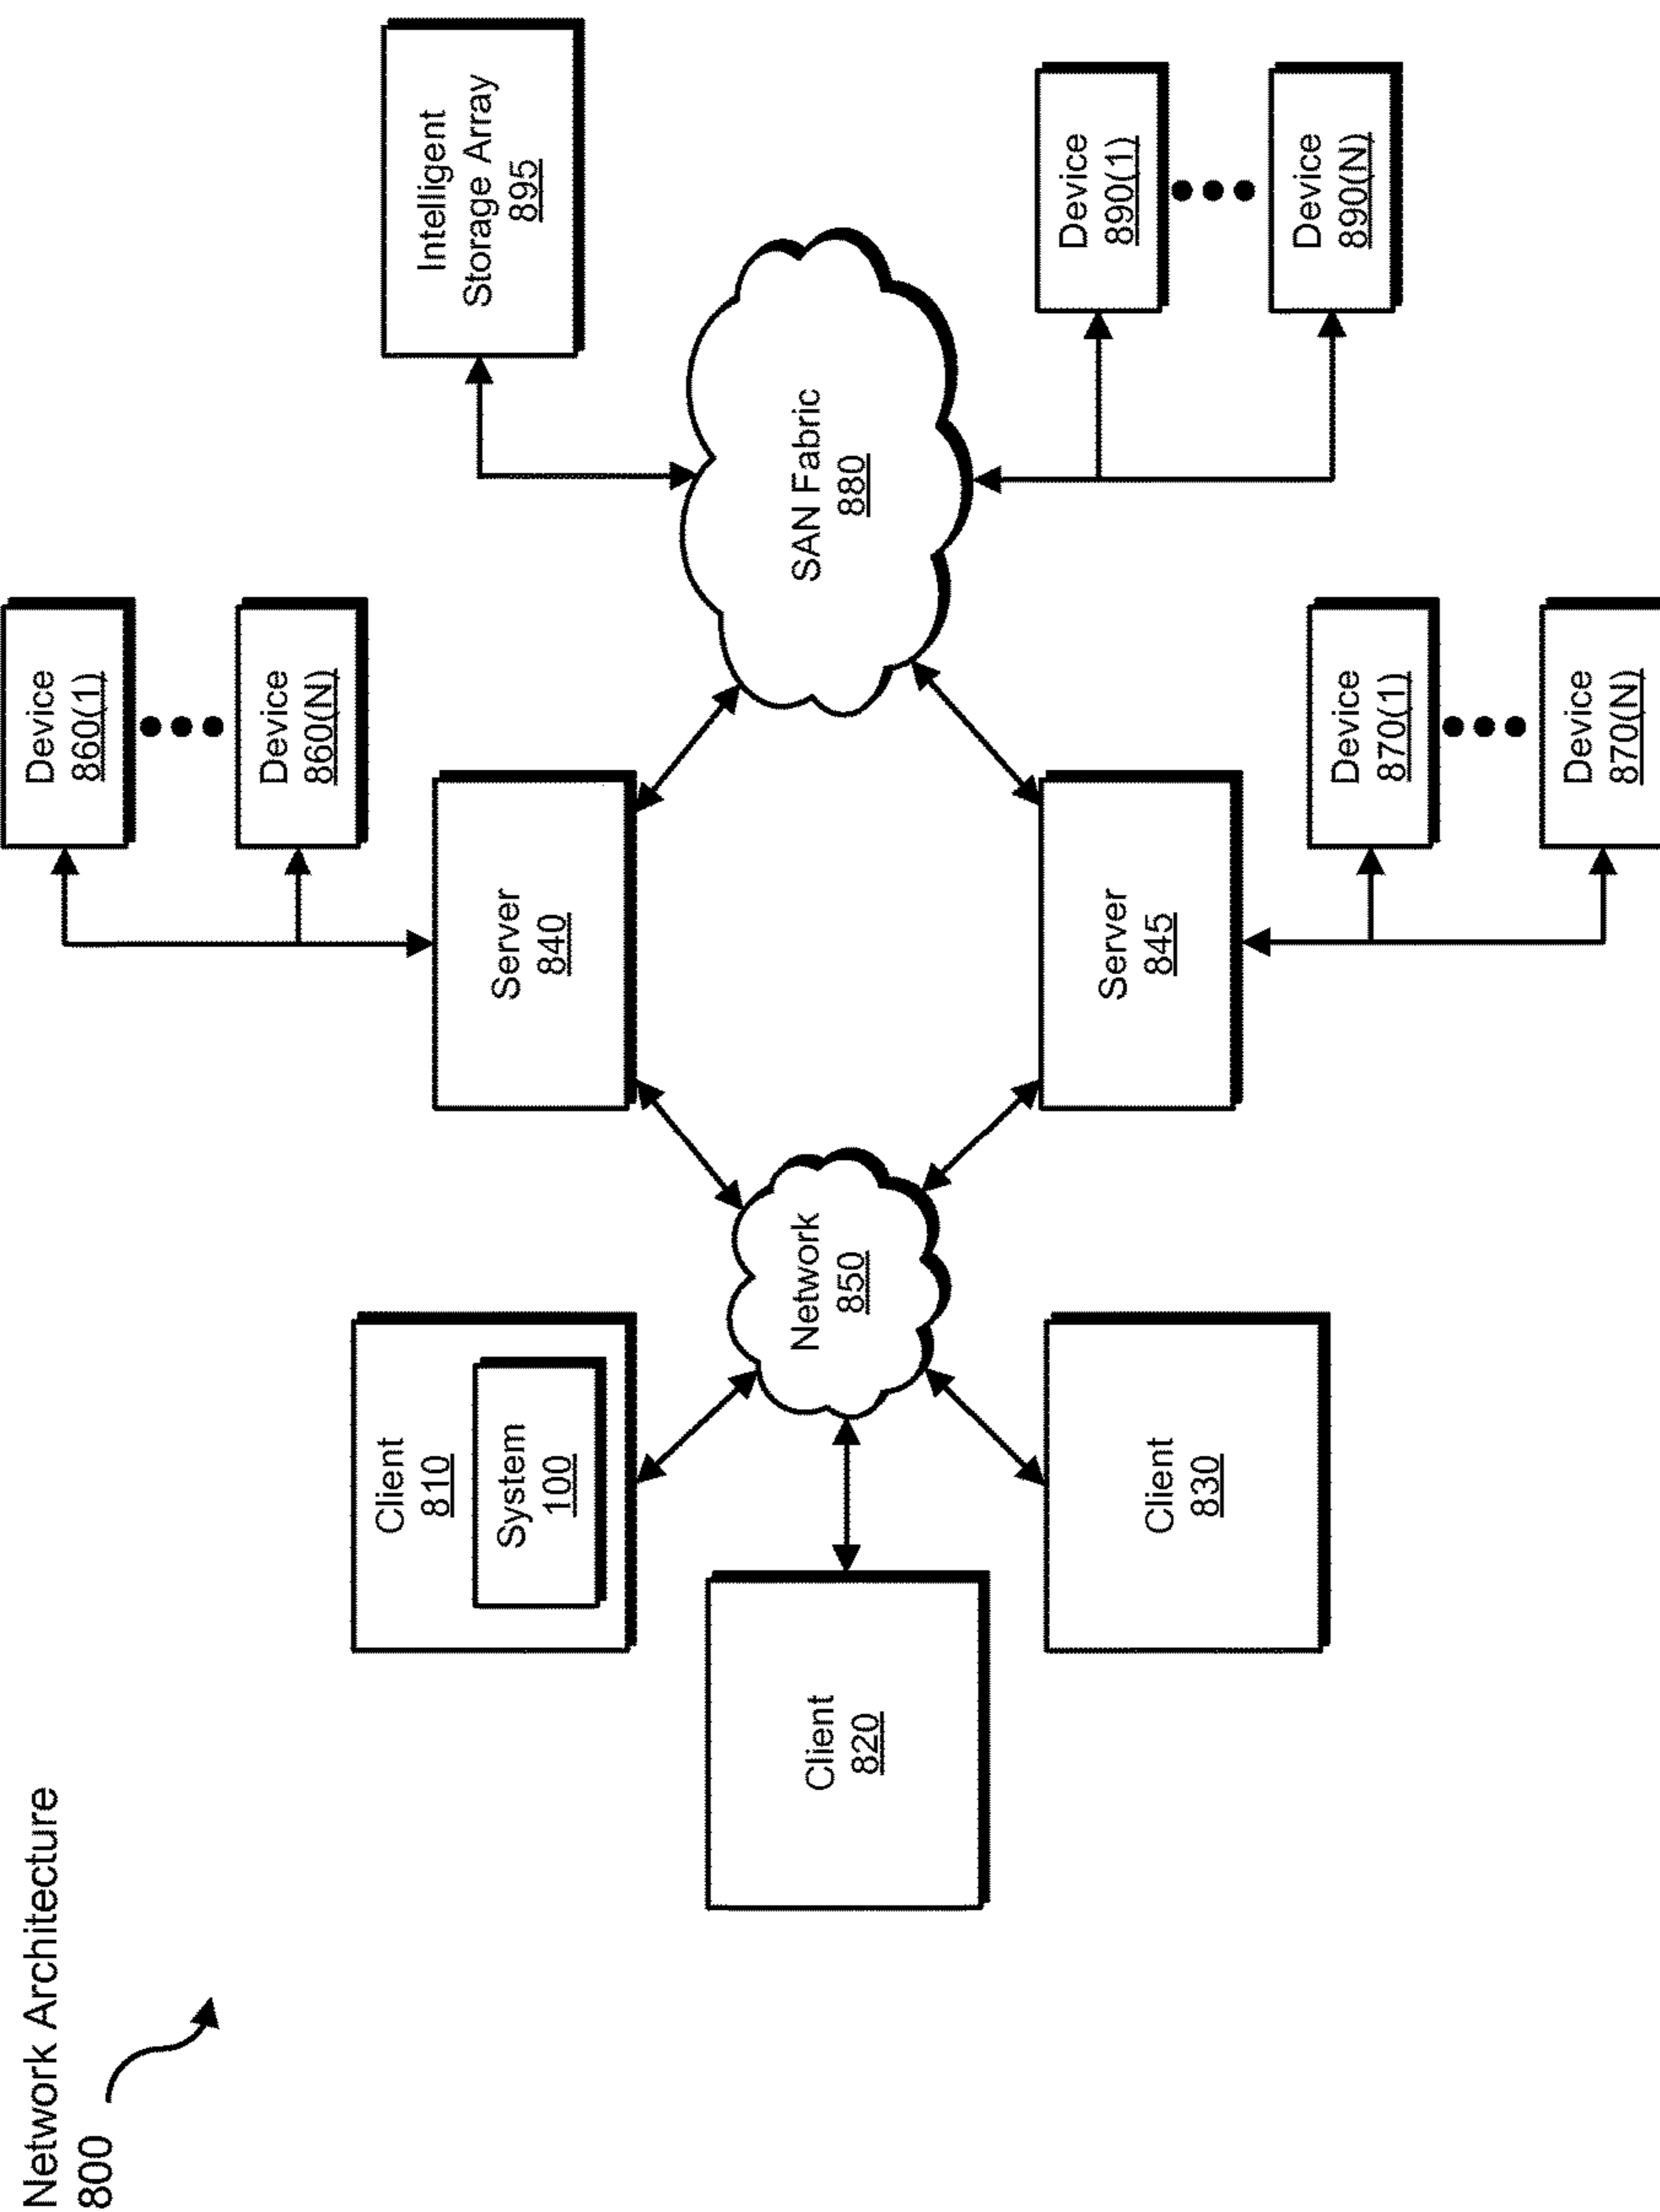 Network Architecture
800
Device
860(1)
Device
860(N)
Intelligent
Storage Array
895
Client
810
System
100
Server
840
Client
820
Network
850
SAN Fabric
880
Client
830
Server
845
Device
890(1)
Device
890(N)
Device
870(1)
Device
870(N)